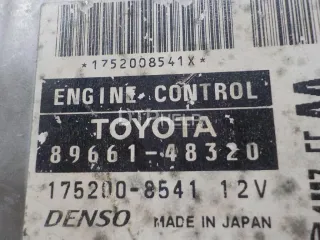 *1752008541X*
ENGINE CONTROL
TOYOTA
89661-48320
175200-8541 12V
DENSO MADE IN JAPAN